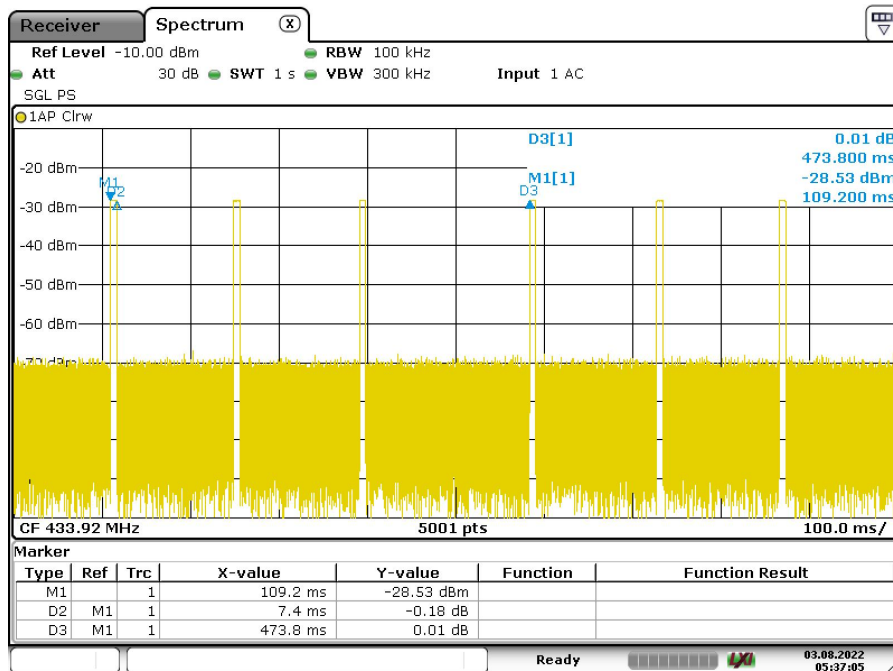 Receiver Spectrum X
Ref Level -10.00 dBm RBW 100 kHz
Att 30 dB SWT 1 s VBW 300 kHz Input 1 AC
SGL PS
1AP Clrw
D3[1] 0.01 dB
473.800 ms
-20 dBm
M1[1] -28.53 dBm
M1 D2 D3
109.200 ms
-30 dBm
-40 dBm
-50 dBm
-60 dBm
CF 433.92 MHz 5001 pts 100.0 ms/
Marker
Type Ref Trc X-value Y-value Function Function Result
M1 1 109.2 ms -28.53 dBm
D2 M1 1 7.4 ms -0.18 dB
D3 M1 1 473.8 ms 0.01 dB
Ready LXI 03.08.2022
05:37:05